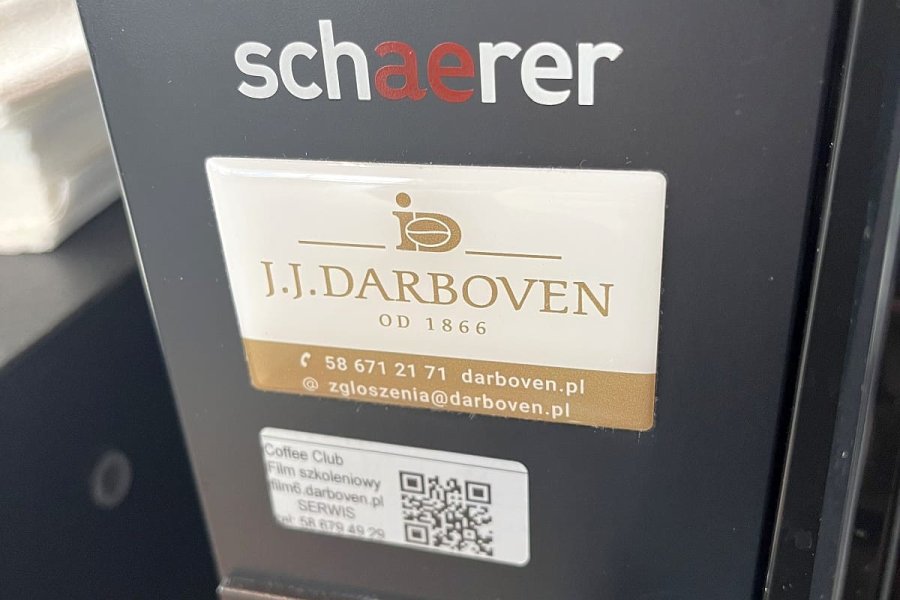 schaerer
J.J.DARBOVEN
OD 1866
58 671 21 71 darboven.pl
@ zgloszenia@darboven.pl
Coffee Club
Film szkoleniowy
film6.darboven.pl
SERWIS
tel: 58 679 49 29